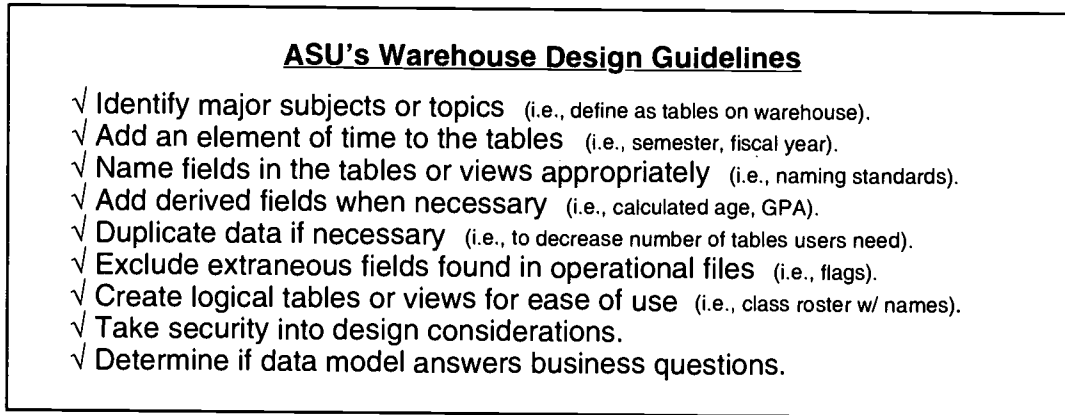 ASU's Warehouse Design Guidelines
√ Identify major subjects or topics (i.e., define as tables on warehouse).
√ Add an element of time to the tables (i.e., semester, fiscal year).
√ Name fields in the tables or views appropriately (i.e., naming standards).
√ Add derived fields when necessary (i.e., calculated age, GPA).
√ Duplicate data if necessary (i.e., to decrease number of tables users need).
√ Exclude extraneous fields found in operational files (i.e., flags).
√ Create logical tables or views for ease of use (i.e., class roster w/ names).
√ Take security into design considerations.
√ Determine if data model answers business questions.